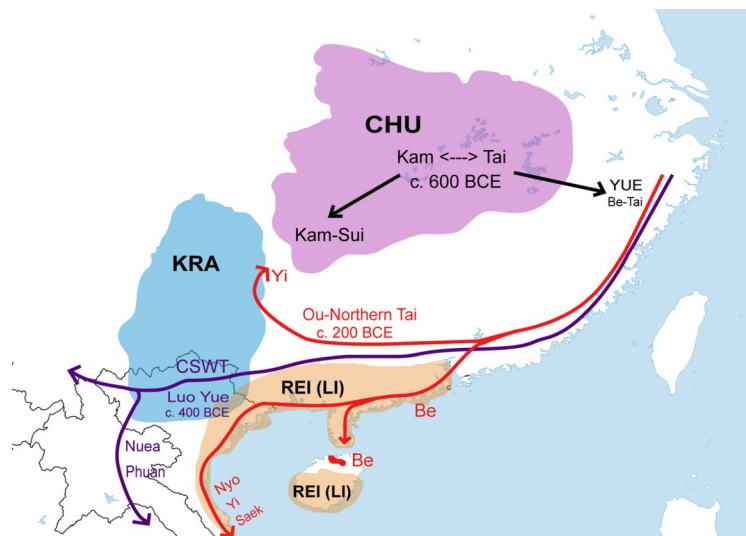 CHU
Kam <---> Tai
c. 600 BCE
YUE
Be-Tai
Kam-Sui
KRA
Yi
Ou-Northern Tai
c. 200 BCE
CSWT
Luo Yue
c. 400 BCE
REI (LI)
Be
Nuea
Phuan
Be
Nyo
Yi
Saek
REI (LI)